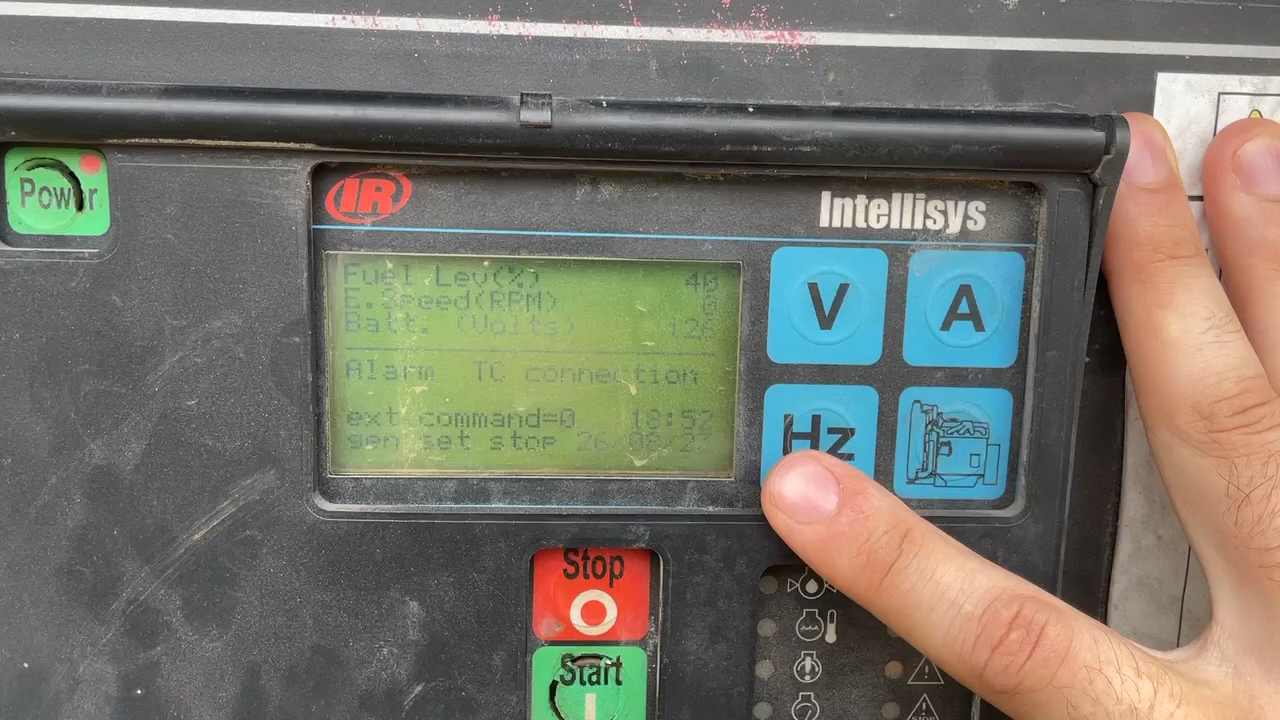 Power
IR
Intellisys
Fuel Lev(%) 40
E.Speed(RPM)
Batt. (Volts)
Alarm TC connection
ext command=0 18:52
gen set stop
V
A
Hz
Stop
Start